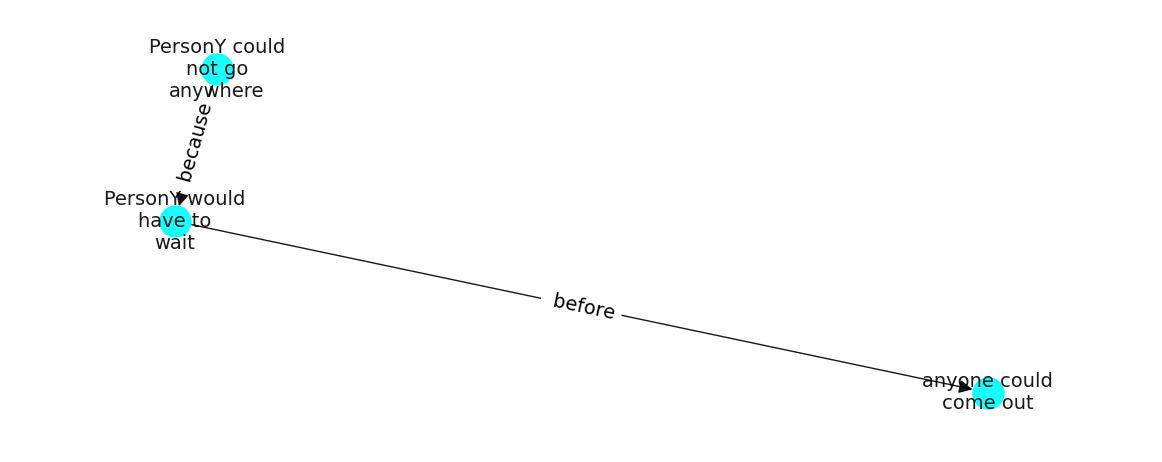 PersonY could
not go
anywhere
because
PersonY would
have to
wait
before
anyone could
come out